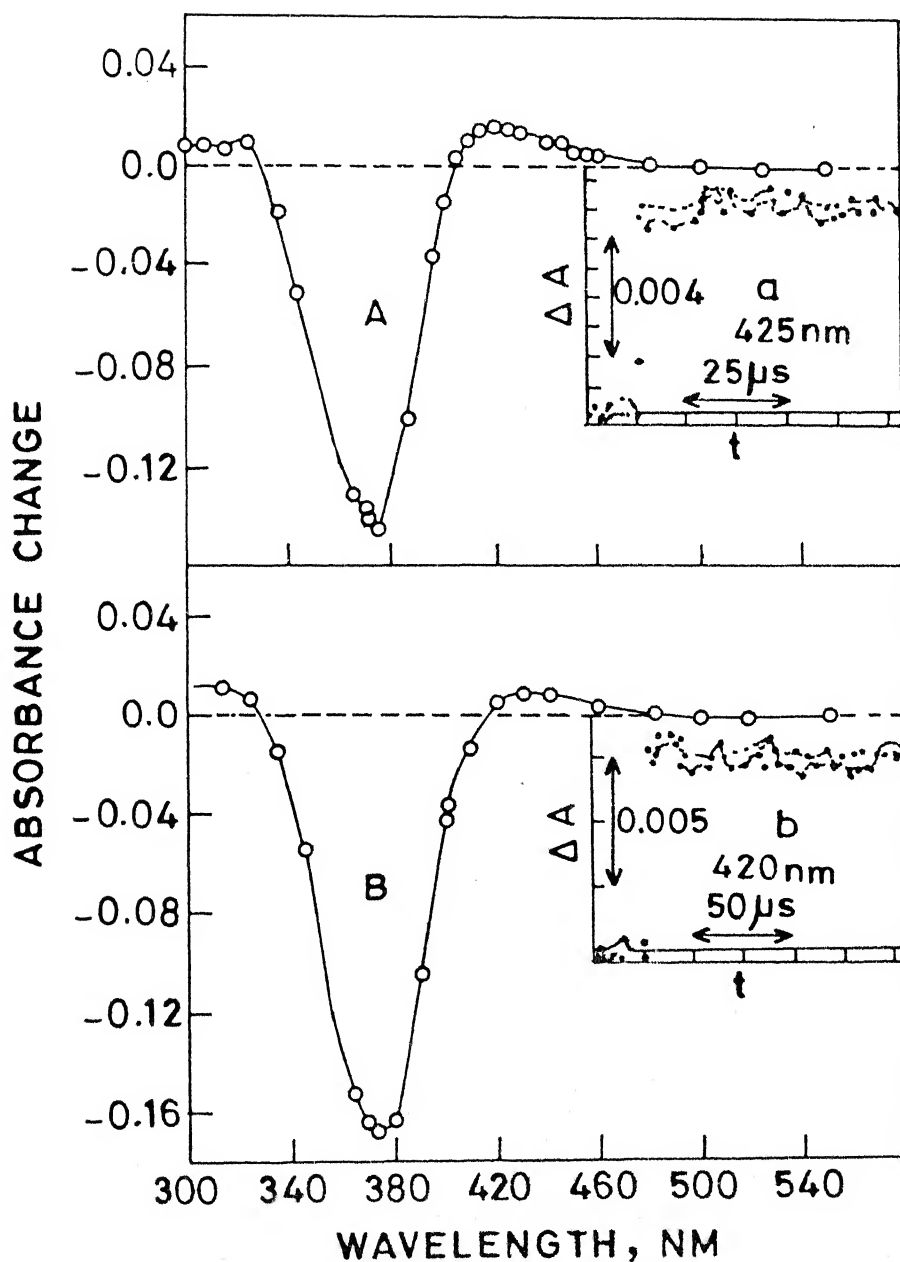 ABSORBANCE CHANGE
0.04
0.0
-0.04
-0.08
-0.12
A
ΔA
0.004
a
425nm
25µs
t
0.04
0.0
-0.04
-0.08
-0.12
-0.16
B
ΔA
0.005
b
420nm
50µs
t
300 340 380 420 460 500 540
WAVELENGTH, NM